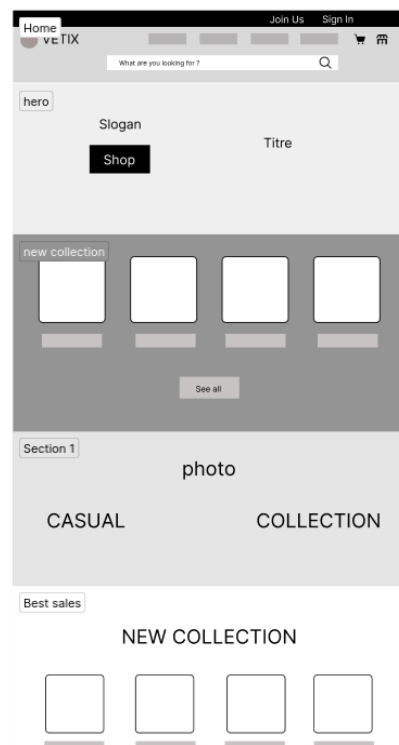 Join Us Sign In
Home
VETIX
What are you looking for ?
hero
Slogan
Titre
Shop
new collection
See all
Section 1
photo
CASUAL COLLECTION
Best sales
NEW COLLECTION